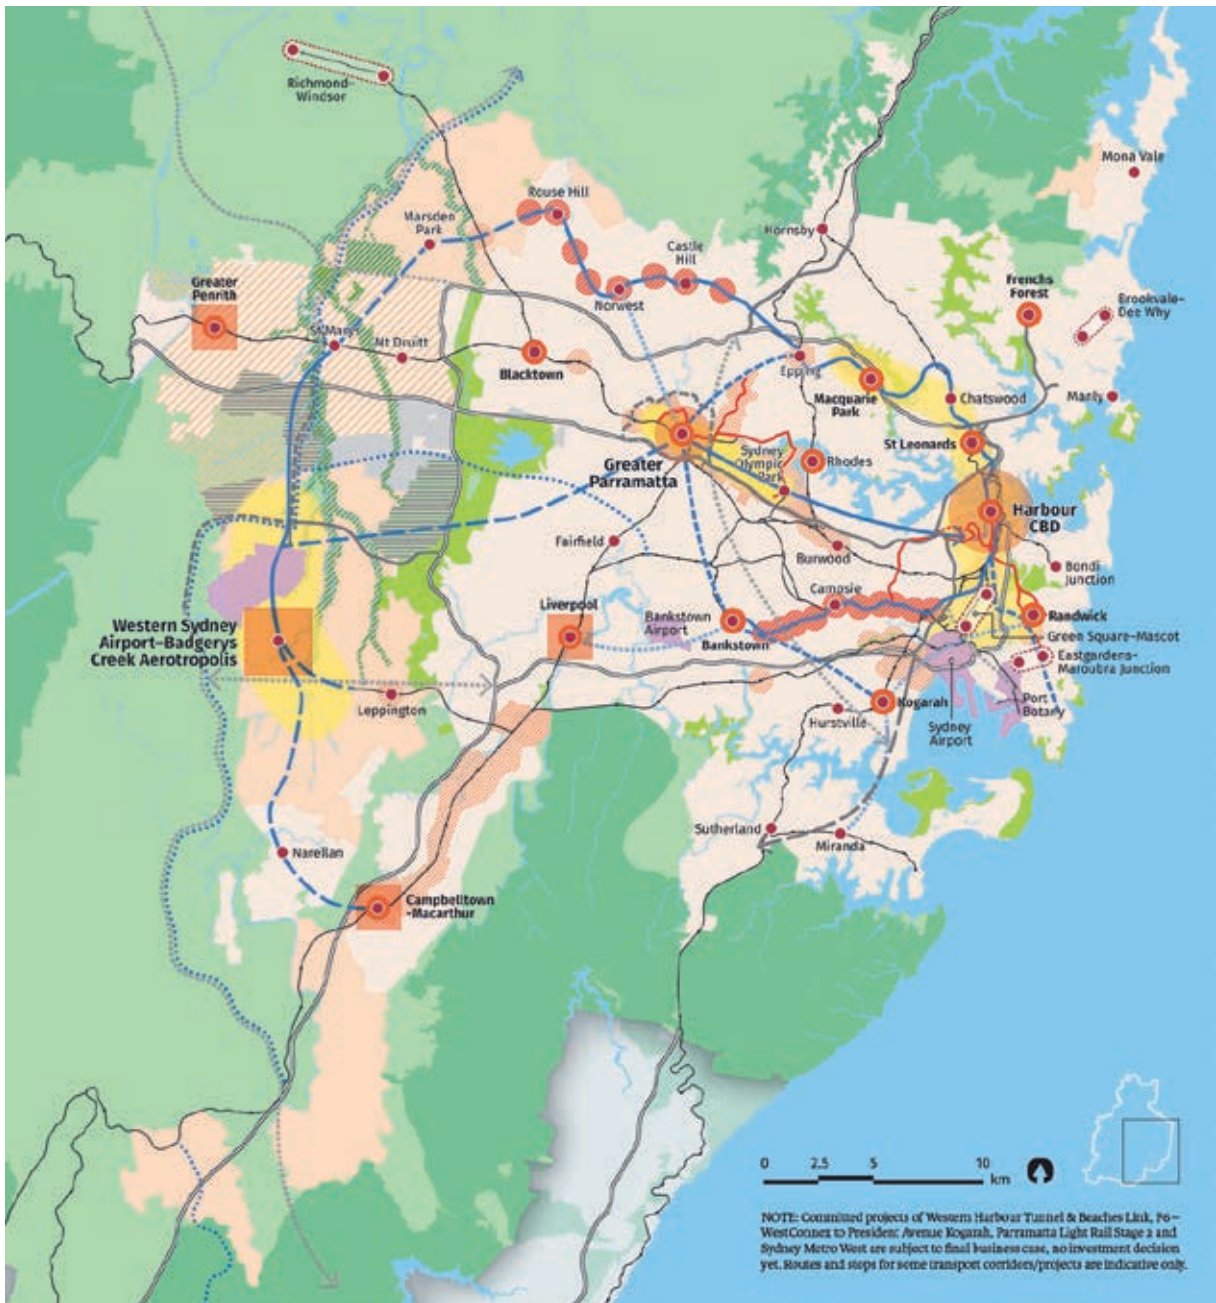 Richmond-
Windsor
Mona Vale
Rouse Hill
Marsden
Park
Hornsby
Castle
Hill
Greater
Penrith
Frenchs
Forest
Brookvale-
Dee Why
Norwest
St Marys
Mt Druitt
Blacktown
Epping
Macquarie
Park
Chatswood
Manly
St Leonards
Greater
Parramatta
Sydney
Olympic
Park
Rhodes
Harbour
CBD
Fairfield
Burwood
Bondi
Junction
Liverpool
Campsie
Western Sydney
Airport-Badgerys
Creek Aerotropolis
Bankstown
Airport
Bankstown
Randwick
Green Square-Mascot
Eastgardens-
Maroubra Junction
Leppington
Kogarah
Port
Botany
Hurstville
Sydney
Airport
Sutherland
Miranda
Narellan
Campbelltown
-Macarthur
0 2.5 5 10
km
NOTE: Committed projects of Western Harbour Tunnel & Beaches Link, F6–
WestConnex to President Avenue Kogarah, Parramatta Light Rail Stage 2 and
Sydney Metro West are subject to final business case, no investment decision
yet. Routes and stops for some transport corridors/projects are indicative only.